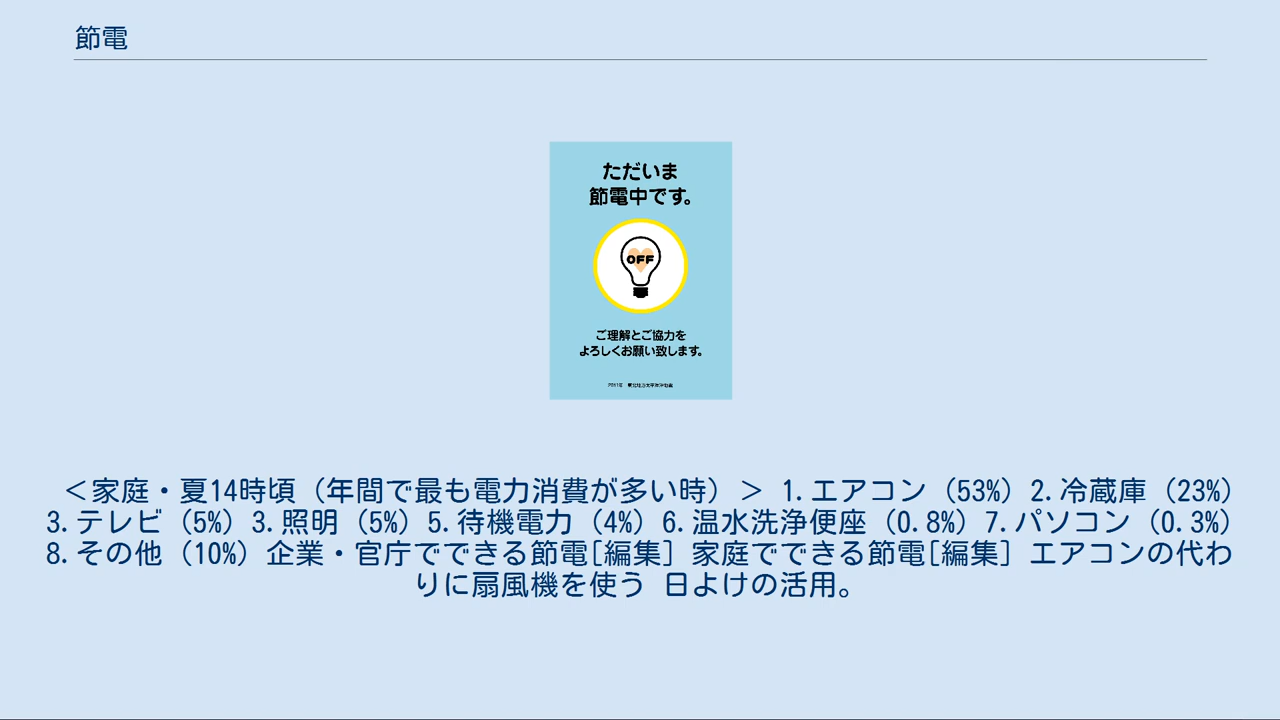 節電
ただいま
節電中です。
OFF
ご理解とご協力を
よろしくお願い致します。
＜家庭・夏14時頃（年間で最も電力消費が多い時）＞ 1.エアコン（53%）2.冷蔵庫（23%）
3.テレビ（5%）3.照明（5%）5.待機電力（4%）6.温水洗浄便座（0.8%）7.パソコン（0.3%）
8.その他（10%）企業・官庁でできる節電[編集] 家庭でできる節電[編集] エアコンの代わ
りに扇風機を使う 日よけの活用。